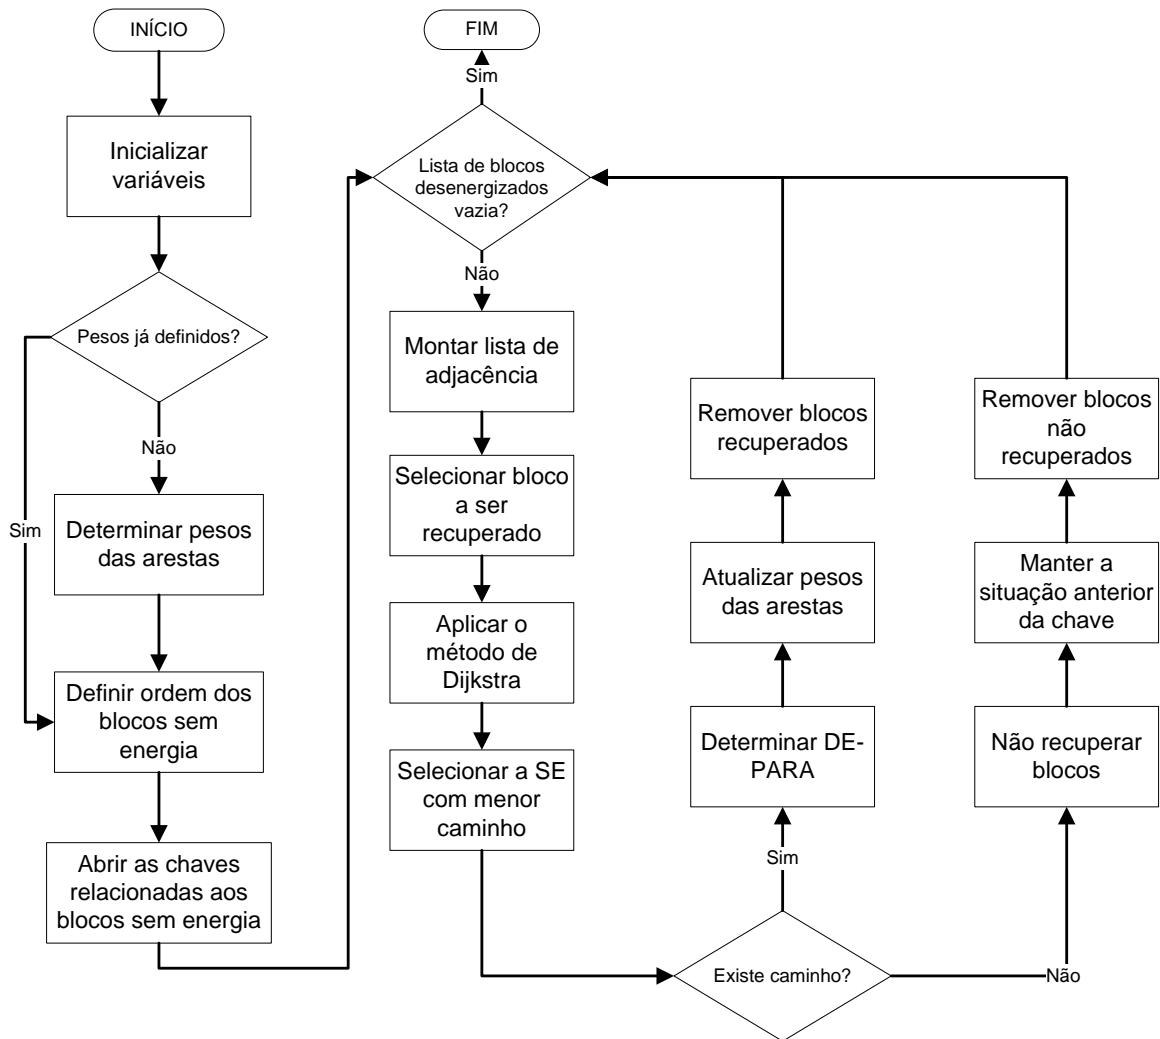 INÍCIO
Inicializar
variáveis
Pesos já definidos?
Não
Sim
Determinar pesos
das arestas
Definir ordem dos
blocos sem
energia
Abrir as chaves
relacionadas aos
blocos sem energia
FIM
Sim
Lista de blocos
desenergizados
vazia?
Não
Montar lista de
adjacência
Selecionar bloco
a ser
recuperado
Aplicar o
método de
Dijkstra
Selecionar a SE
com menor
caminho
Existe caminho?
Sim
Determinar DE-
PARA
Atualizar pesos
das arestas
Remover blocos
recuperados
Não
Não recuperar
blocos
Manter a
situação anterior
da chave
Remover blocos
não
recuperados